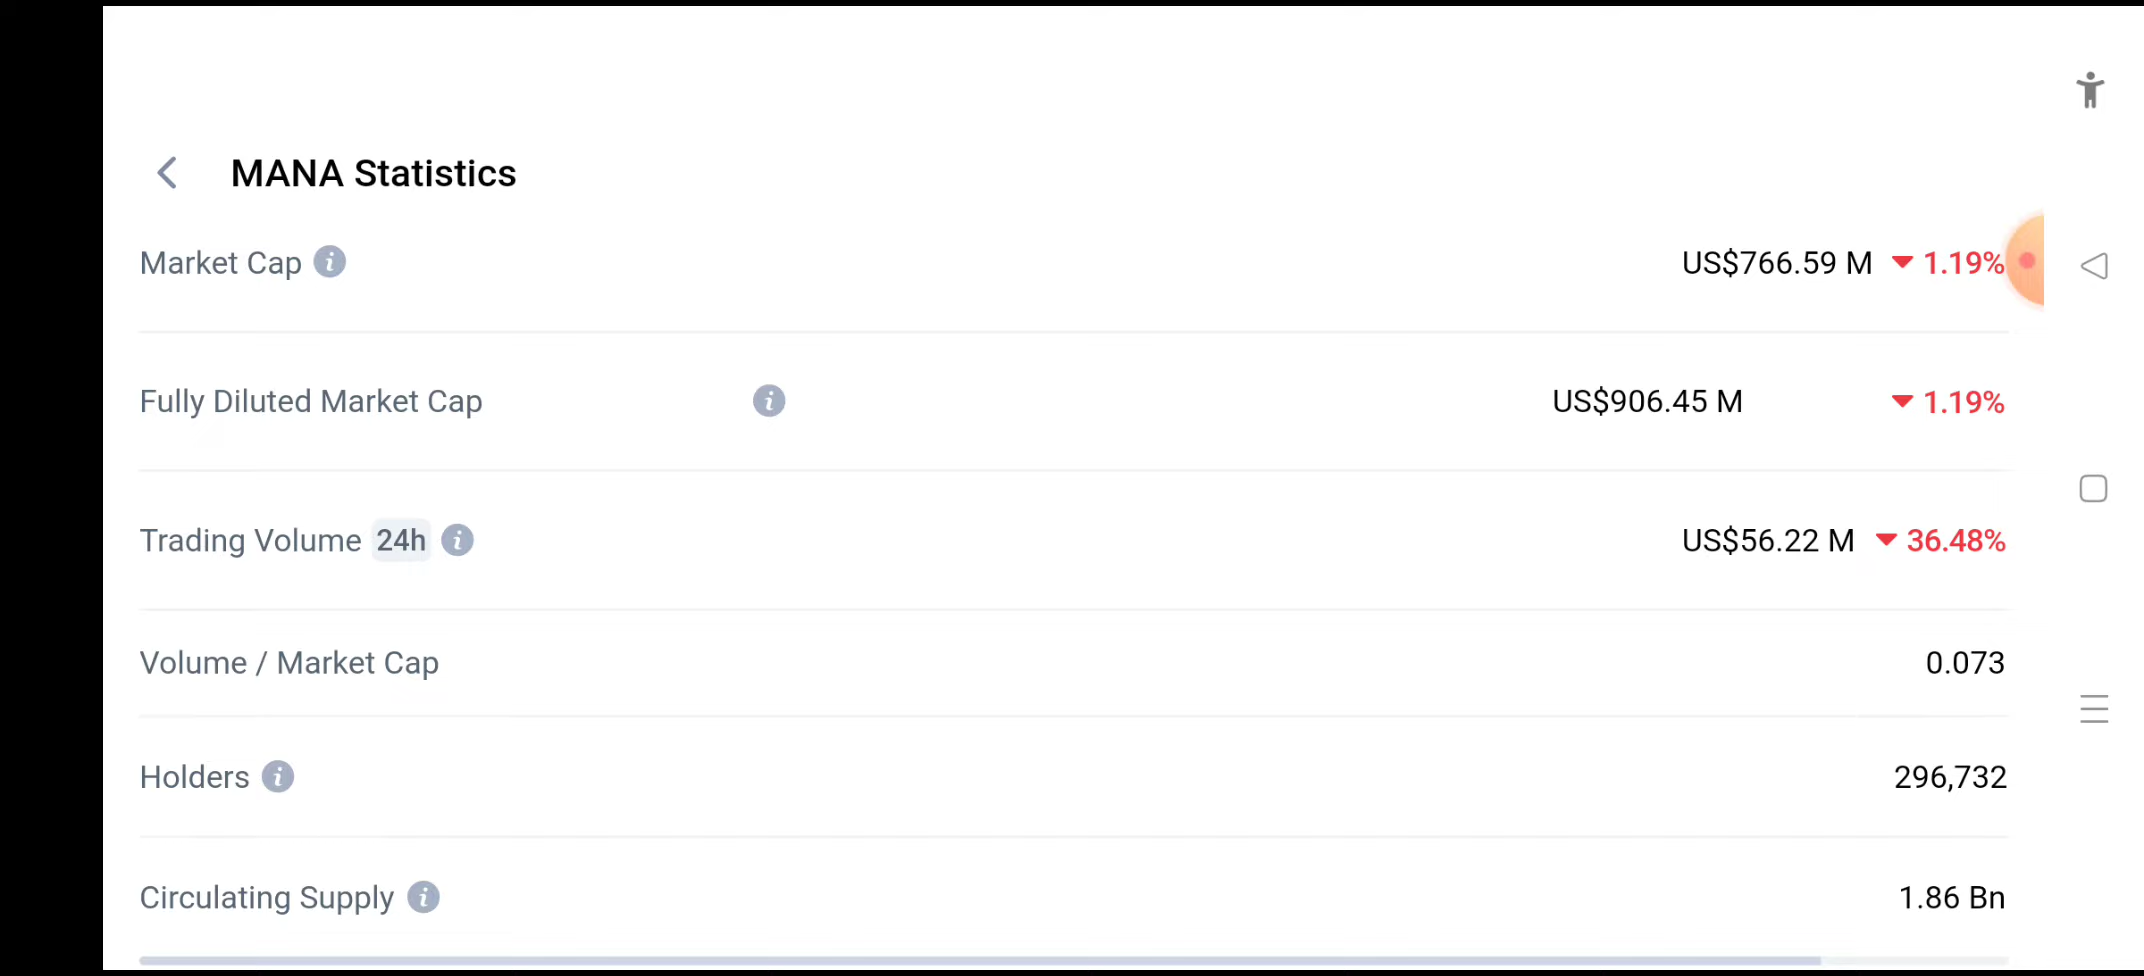 MANA Statistics
Market Cap US$766.59 M 1.19%
Fully Diluted Market Cap US$906.45 M 1.19%
Trading Volume 24h US$56.22 M 36.48%
Volume / Market Cap 0.073
Holders 296,732
Circulating Supply 1.86 Bn